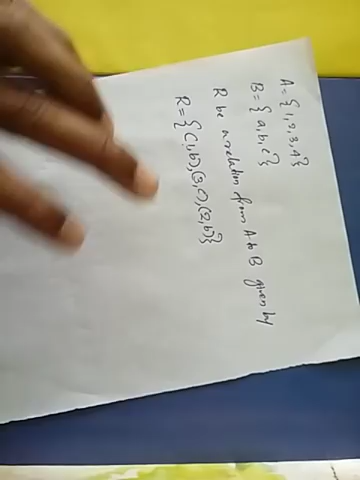 A = {1, 2, 3, 4}
B = {a, b, c}
R be a relation from A to B given by
R = {(1, b), (3, c), (2, b)}